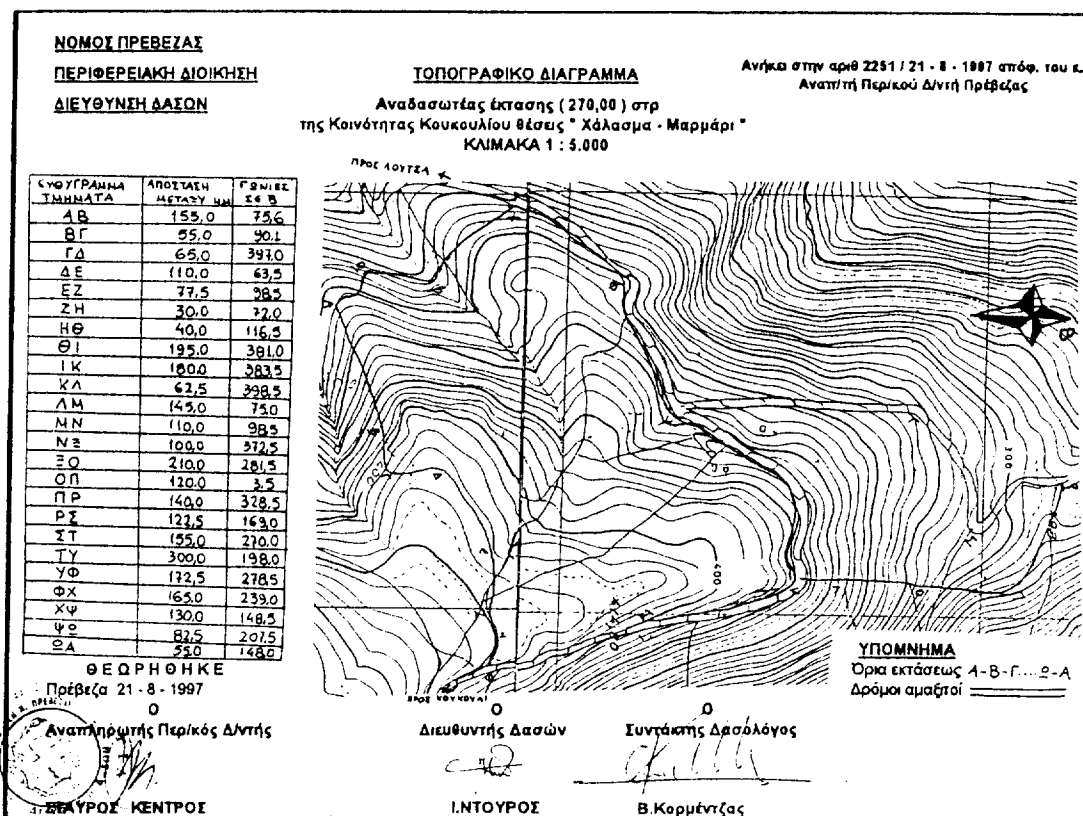 ΝΟΜΟΣ ΠΡΕΒΕΖΑΣ
ΠΕΡΙΦΕΡΕΙΑΚΗ ΔΙΟΙΚΗΣΗ
ΔΙΕΥΘΥΝΣΗ ΔΑΣΩΝ
ΤΟΠΟΓΡΑΦΙΚΟ ΔΙΑΓΡΑΜΜΑ
Αναδασωτέας έκτασης ( 270,00 ) στρ
της Κοινότητας Κουκουλίου θέσεις " Χάλασμα - Μαρμάρι "
ΚΛΙΜΑΚΑ 1 : 5.000
Ανήκει στην αριθ 2251 / 21 - 8 - 1997 απόφ. του κ.
Αναπ/τή Περ/κού Δ/ντή Πρέβεζας
ΕΥΘΥΓΡΑΜΜΑ ΤΜΗΜΑΤΑ ΑΠΟΣΤΑΣΗ ΜΕΤΑΞΥ ΓΩΝΙΕΣ ΣΕ
ΑΒ 155,0 75,6
ΒΓ 55,0 90,1
ΓΔ 65,0 397,0
ΔΕ 110,0 63,5
ΕΖ 77,5 98,5
ΖΗ 30,0 72,0
ΗΘ 40,0 116,5
ΘΙ 195,0 381,0
ΙΚ 180,0 383,5
ΚΛ 62,5 398,5
ΛΜ 145,0 75,0
ΜΝ 110,0 98,5
ΝΞ 100,0 372,5
ΞΟ 210,0 281,5
ΟΠ 120,0 3,5
ΠΡ 140,0 328,5
ΡΣ 122,5 169,0
ΣΤ 155,0 270,0
ΤΥ 300,0 198,0
ΥΦ 172,5 278,5
ΦΧ 165,0 239,0
ΧΨ 130,0 148,5
ΨΩ 82,5 207,5
ΩΑ 55,0 148,0
ΠΡΟΣ ΛΟΥΤΣΑ
400
300
ΠΡΟΣ ΚΟΥΚΟΥΛΙ
ΥΠΟΜΝΗΜΑ
Όρια εκτάσεως Α-Β-Γ....Ω-Α
Δρόμοι αμαξιτοί
ΘΕΩΡΗΘΗΚΕ
Πρέβεζα 21 - 8 - 1997
Ο
Αναπληρωτής Περ/κός Δ/ντής
ΣΤΑΥΡΟΣ ΚΕΝΤΡΟΣ
Ο
Διευθυντής Δασών
Ι.ΝΤΟΥΡΟΣ
Ο
Συντάκτης Δασολόγος
Β.Κορμέντζας